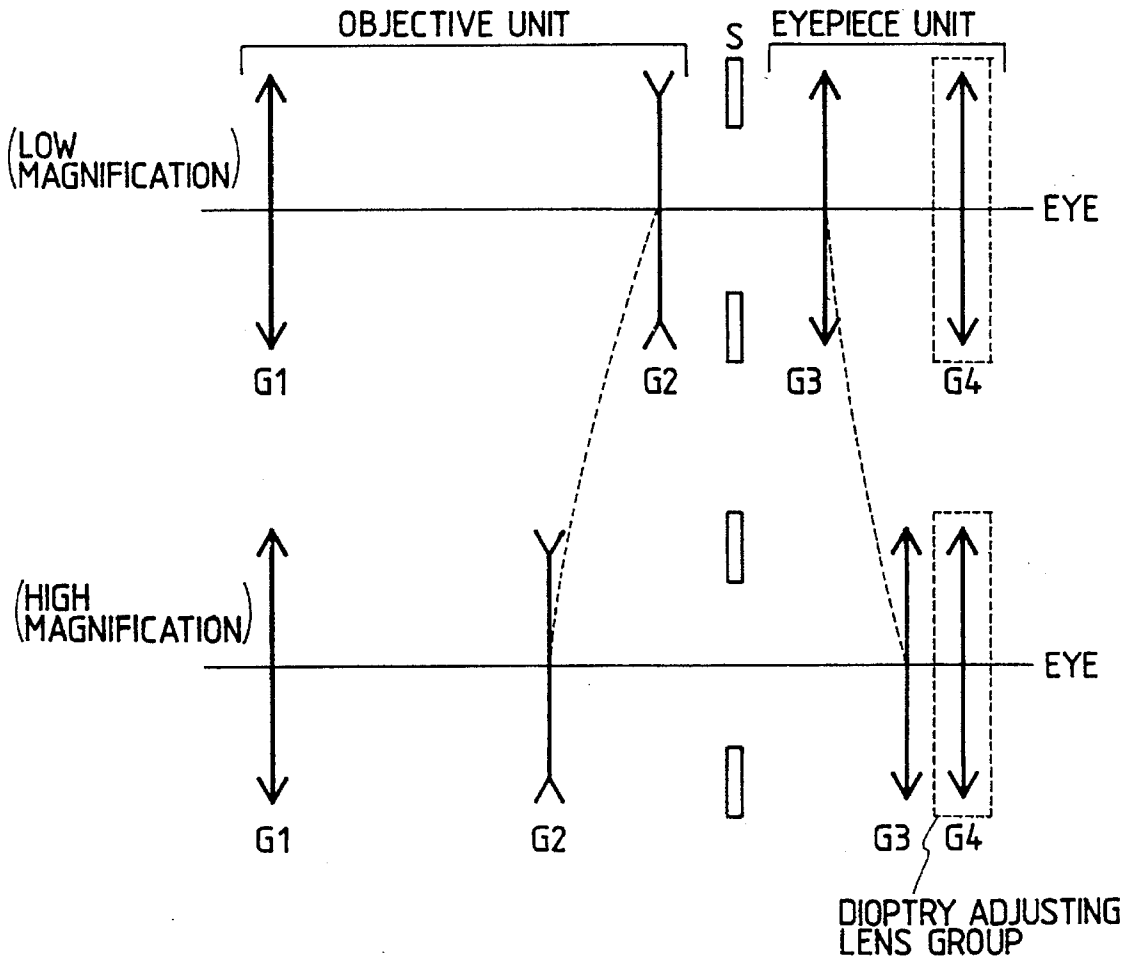 OBJECTIVE UNIT
S
EYEPIECE UNIT
(LOW
MAGNIFICATION)
EYE
G1
G2
G3
G4
(HIGH
MAGNIFICATION)
EYE
G1
G2
G3
G4
DIOPTRY ADJUSTING
LENS GROUP